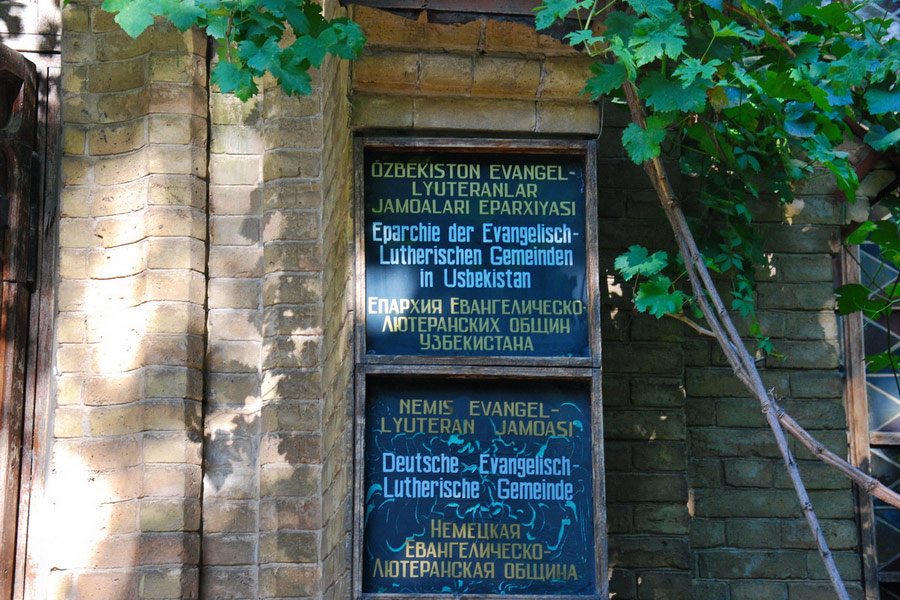 ÖZBEKISTON EVANGEL-
LYUTERANLAR
JAMOALARI EPARXIYASI
Eparchie der Evangelisch-
Lutherischen Gemeinden
in Usbekistan
ЕПАРХИЯ ЕВАНГЕЛИЧЕСКО-
ЛЮТЕРАНСКИХ ОБЩИН
УЗБЕКИСТАНА
NEMIS EVANGEL-
LYUTERAN JAMOASI
Deutsche Evangelisch-
Lutherische Gemeinde
НЕМЕЦКАЯ
ЕВАНГЕЛИЧЕСКО-
ЛЮТЕРАНСКАЯ ОБЩИНА